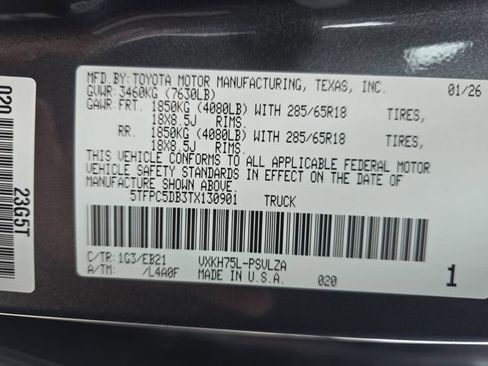 MFD.BY:TOYOTA MOTOR MANUFACTURING, TEXAS, INC. 01/26
GVWR: 3460KG (7630LB)
GAWR: FRT. 1850KG (4080LB) WITH 285/65R18 TIRES,
18X8.5J RIMS.
RR. 1850KG (4080LB) WITH 285/65R18 TIRES,
18X8.5J RIMS.
THIS VEHICLE CONFORMS TO ALL APPLICABLE FEDERAL MOTOR
VEHICLE SAFETY STANDARDS IN EFFECT ON THE DATE OF
MANUFACTURE SHOWN ABOVE.
5TFPC5DB3TX130901 TRUCK
C/TR:1G3/EB21 VXKH75L-PSVLZA
A/TM: /L4A0F MADE IN U.S.A. 020 1
020
23G5T